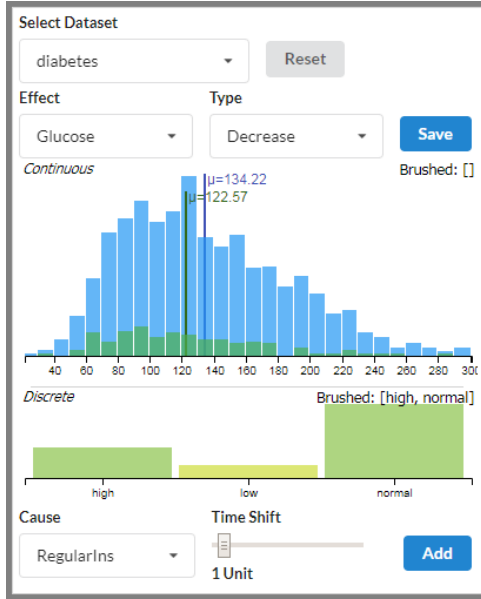 Select Dataset
diabetes Reset
Effect Type
Glucose Decrease Save
Continuous Brushed: []
μ=134.22
μ=122.57
40 60 80 100 120 140 160 180 200 220 240 260 280 300
Discrete Brushed: [high, normal]
high low normal
Cause Time Shift
RegularIns Add
1 Unit